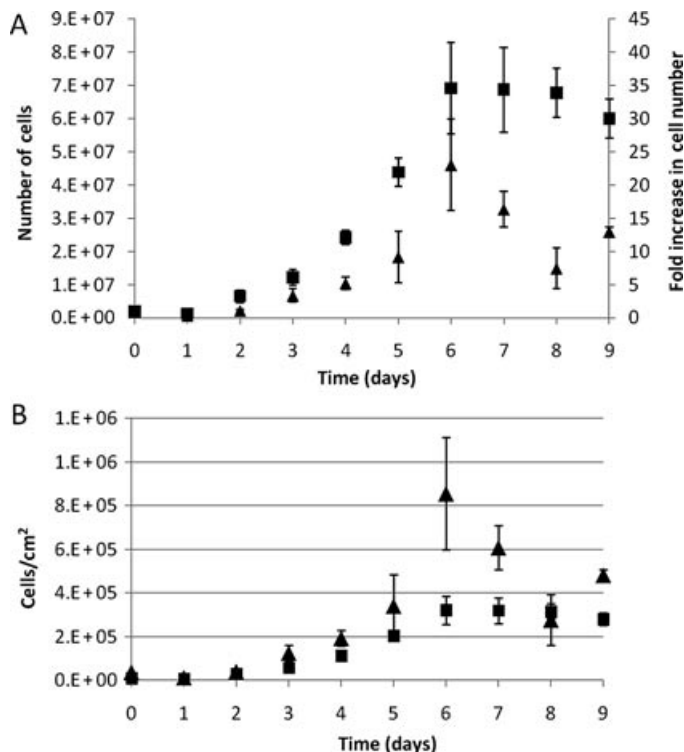 A
9.E+07
8.E+07
7.E+07
6.E+07
5.E+07
4.E+07
3.E+07
2.E+07
1.E+07
0.E+00
Number of cells
45
40
35
30
25
20
15
10
5
0
Fold increase in cell number
0 1 2 3 4 5 6 7 8 9
Time (days)
B
1.E+06
1.E+06
8.E+05
6.E+05
4.E+05
2.E+05
0.E+00
Cells/cm²
0 1 2 3 4 5 6 7 8 9
Time (days)